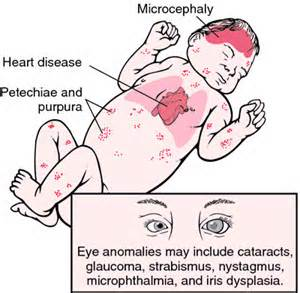 Microcephaly
Heart disease
Petechiae and
purpura
Eye anomalies may include cataracts,
glaucoma, strabismus, nystagmus,
microphthalmia, and iris dysplasia.